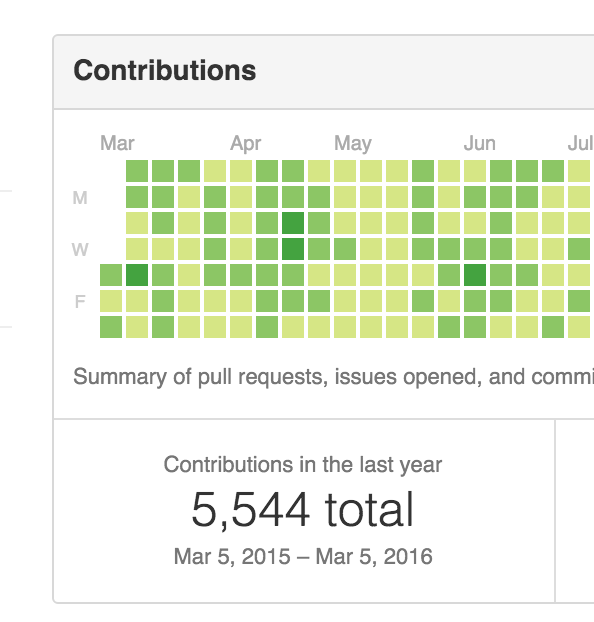 Contributions
Mar Apr May Jun Jul
M
W
F
Summary of pull requests, issues opened, and commi
Contributions in the last year
5,544 total
Mar 5, 2015 – Mar 5, 2016